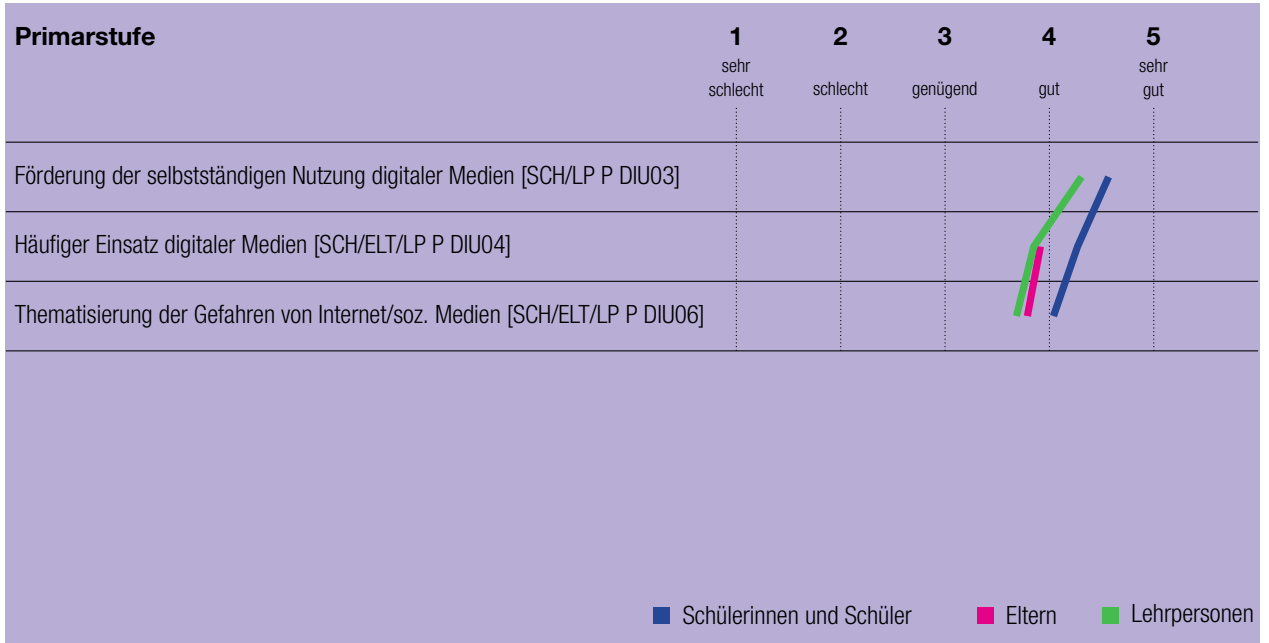 Primarstufe 1 2 3 4 5
sehr schlecht schlecht genügend gut sehr gut
Förderung der selbstständigen Nutzung digitaler Medien [SCH/LP P DIU03]
Häufiger Einsatz digitaler Medien [SCH/ELT/LP P DIU04]
Thematisierung der Gefahren von Internet/soz. Medien [SCH/ELT/LP P DIU06]
Schülerinnen und Schüler Eltern Lehrpersonen